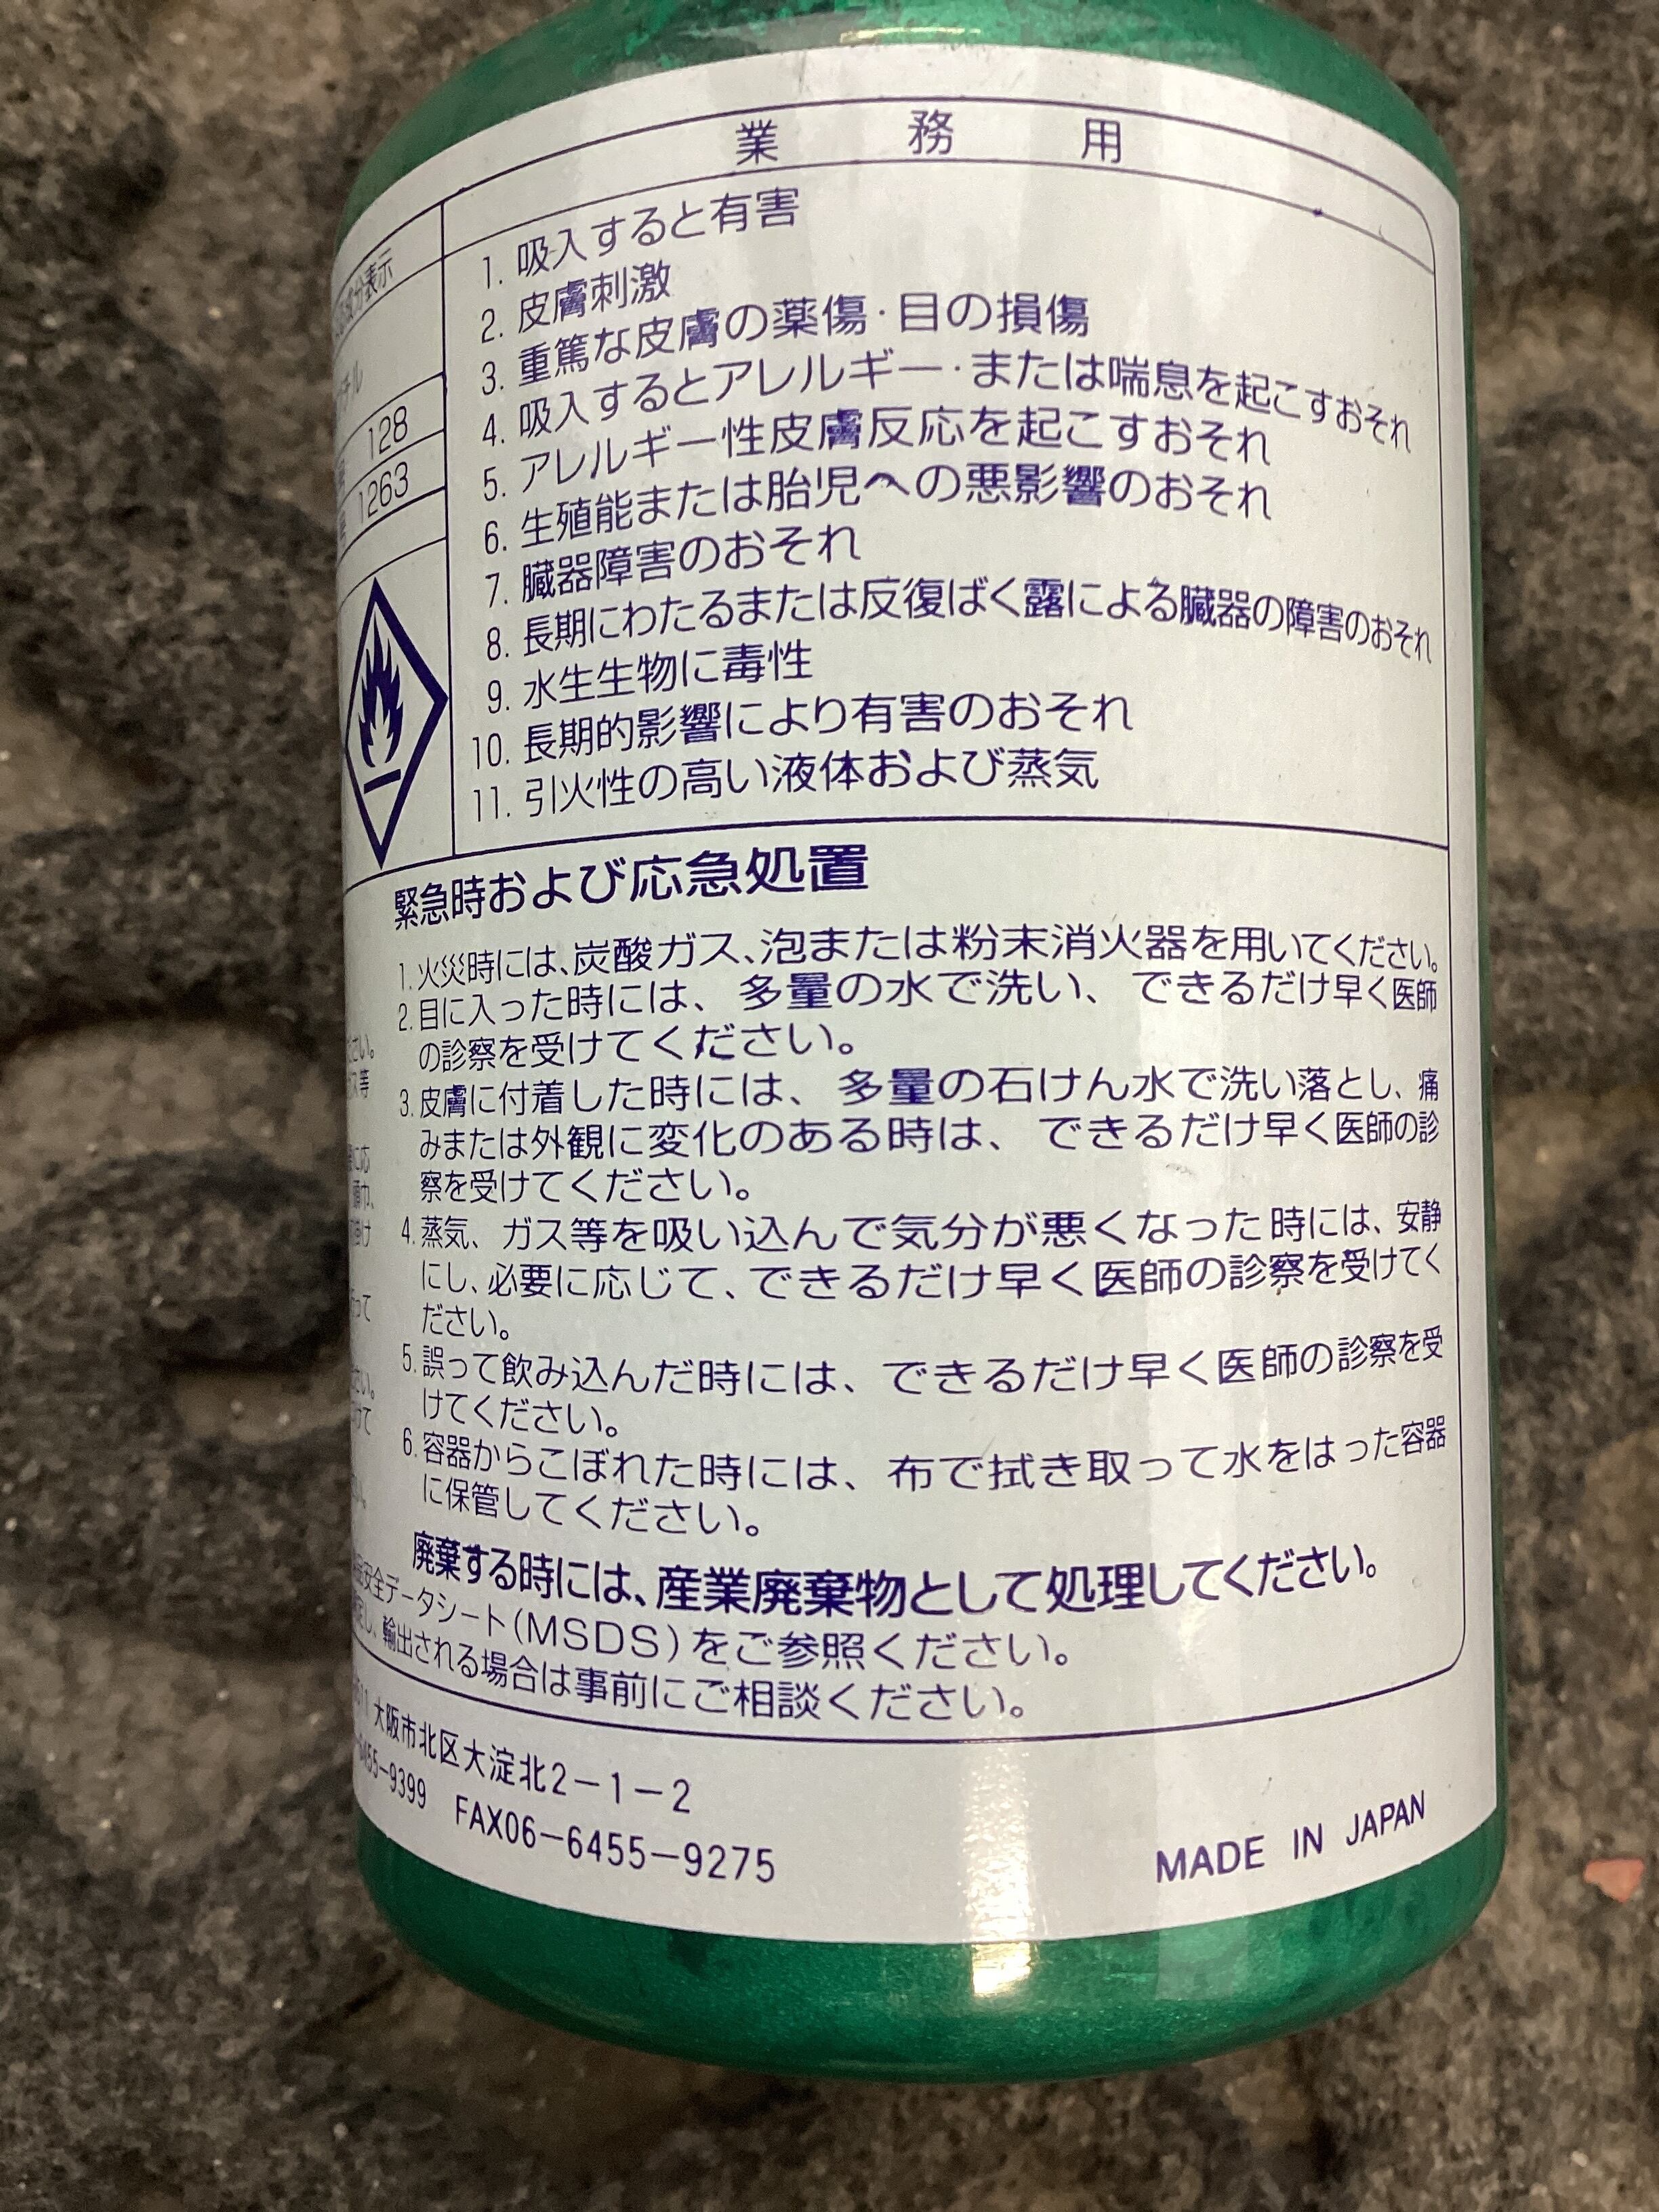 業務用
表示
チル
128
1263
1. 吸入すると有害
2. 皮膚刺激
3. 重篤な皮膚の薬傷・目の損傷
4. 吸入するとアレルギー・または喘息を起こすおそれ
5. アレルギー性皮膚反応を起こすおそれ
6. 生殖能または胎児への悪影響のおそれ
7. 臓器障害のおそれ
8. 長期にわたるまたは反復ばく露による臓器の障害のおそれ
9. 水生生物に毒性
10. 長期的影響により有害のおそれ
11. 引火性の高い液体および蒸気
緊急時および応急処置
1. 火災時には、炭酸ガス、泡または粉末消火器を用いてください。
2. 目に入った時には、多量の水で洗い、できるだけ早く医師
の診察を受けてください。
3. 皮膚に付着した時には、多量の石けん水で洗い落とし、痛
みまたは外観に変化のある時は、できるだけ早く医師の診
察を受けてください。
4. 蒸気、ガス等を吸い込んで気分が悪くなった時には、安静
にし、必要に応じて、できるだけ早く医師の診察を受けてく
ださい。
5. 誤って飲み込んだ時には、できるだけ早く医師の診察を受
けてください。
6. 容器からこぼれた時には、布で拭き取って水をはった容器
に保管してください。
廃棄する時には、産業廃棄物として処理してください。
安全データシート(MSDS)をご参照ください。
輸出される場合は事前にご相談ください。
大阪市北区大淀北2-1-2
6455-9399 FAX06-6455-9275
MADE IN JAPAN